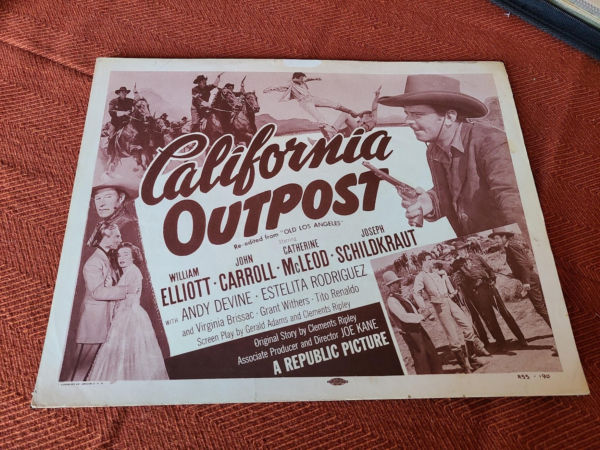 California
OUTPOST
Re-edited from "OLD LOS ANGELES"
starring
WILLIAM ELLIOTT · JOHN CARROLL · CATHERINE McLEOD · JOSEPH SCHILDKRAUT
WITH ANDY DEVINE · ESTELITA RODRIGUEZ
and Virginia Brissac · Grant Withers · Tito Renaldo
Screen Play by Gerald Adams and Clements Ripley
Original Story by Clements Ripley
Associate Producer and Director JOE KANE
A REPUBLIC PICTURE
R55 - 190